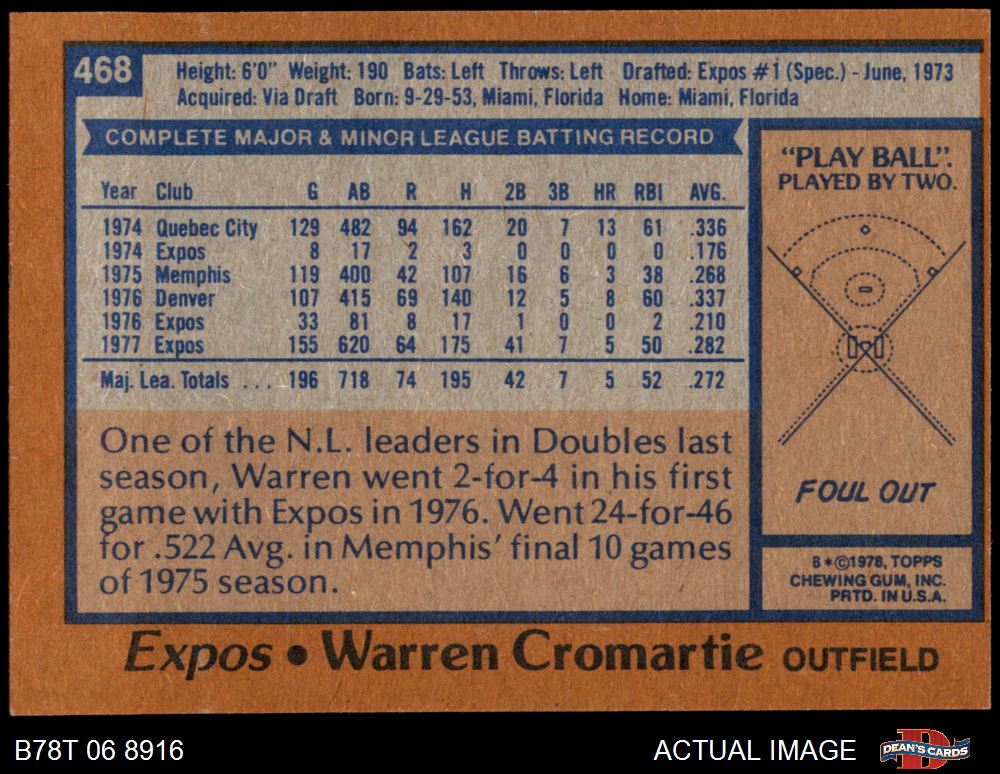 468
Height: 6'0" Weight: 190 Bats: Left Throws: Left Drafted: Expos #1 (Spec.) - June, 1973
Acquired: Via Draft Born: 9-29-53, Miami, Florida Home: Miami, Florida
COMPLETE MAJOR & MINOR LEAGUE BATTING RECORD
Year Club G AB R H 2B 3B HR RBI AVG.
1974 Quebec City 129 482 94 162 20 7 13 61 .336
1974 Expos 8 17 2 3 0 0 0 0 .176
1975 Memphis 119 400 42 107 16 6 3 38 .268
1976 Denver 107 415 69 140 12 5 8 60 .337
1976 Expos 33 81 8 17 1 0 0 2 .210
1977 Expos 155 620 64 175 41 7 5 50 .282
Maj. Lea. Totals ... 196 718 74 195 42 7 5 52 .272
One of the N.L. leaders in Doubles last
season, Warren went 2-for-4 in his first
game with Expos in 1976. Went 24-for-46
for .522 Avg. in Memphis' final 10 games
of 1975 season.
"PLAY BALL".
PLAYED BY TWO.
FOUL OUT
B*©1978, TOPPS
CHEWING GUM, INC.
PRTD. IN U.S.A.
Expos • Warren Cromartie OUTFIELD
B78T 06 8916
ACTUAL IMAGE
DEAN'S CARDS